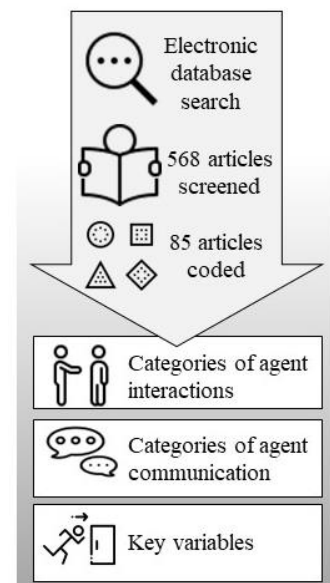 Electronic
database
search
568 articles
screened
85 articles
coded
Categories of agent
interactions
Categories of agent
communication
Key variables